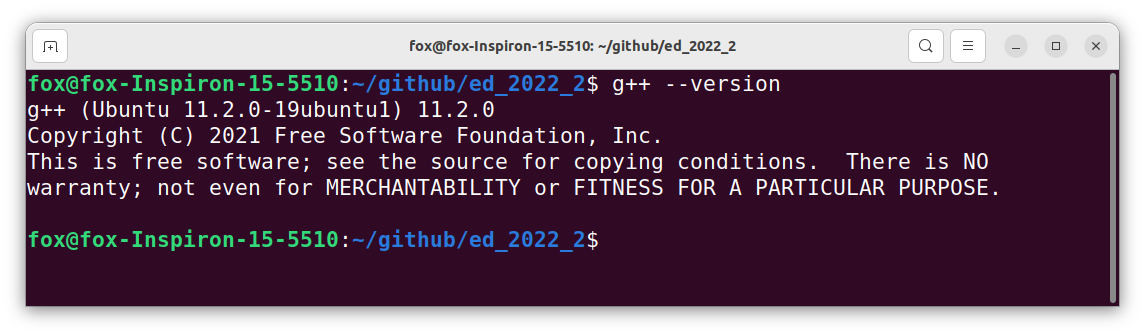 fox@fox-Inspiron-15-5510: ~/github/ed_2022_2
fox@fox-Inspiron-15-5510:~/github/ed_2022_2$ g++ --version
g++ (Ubuntu 11.2.0-19ubuntu1) 11.2.0
Copyright (C) 2021 Free Software Foundation, Inc.
This is free software; see the source for copying conditions.  There is NO
warranty; not even for MERCHANTABILITY or FITNESS FOR A PARTICULAR PURPOSE.
fox@fox-Inspiron-15-5510:~/github/ed_2022_2$